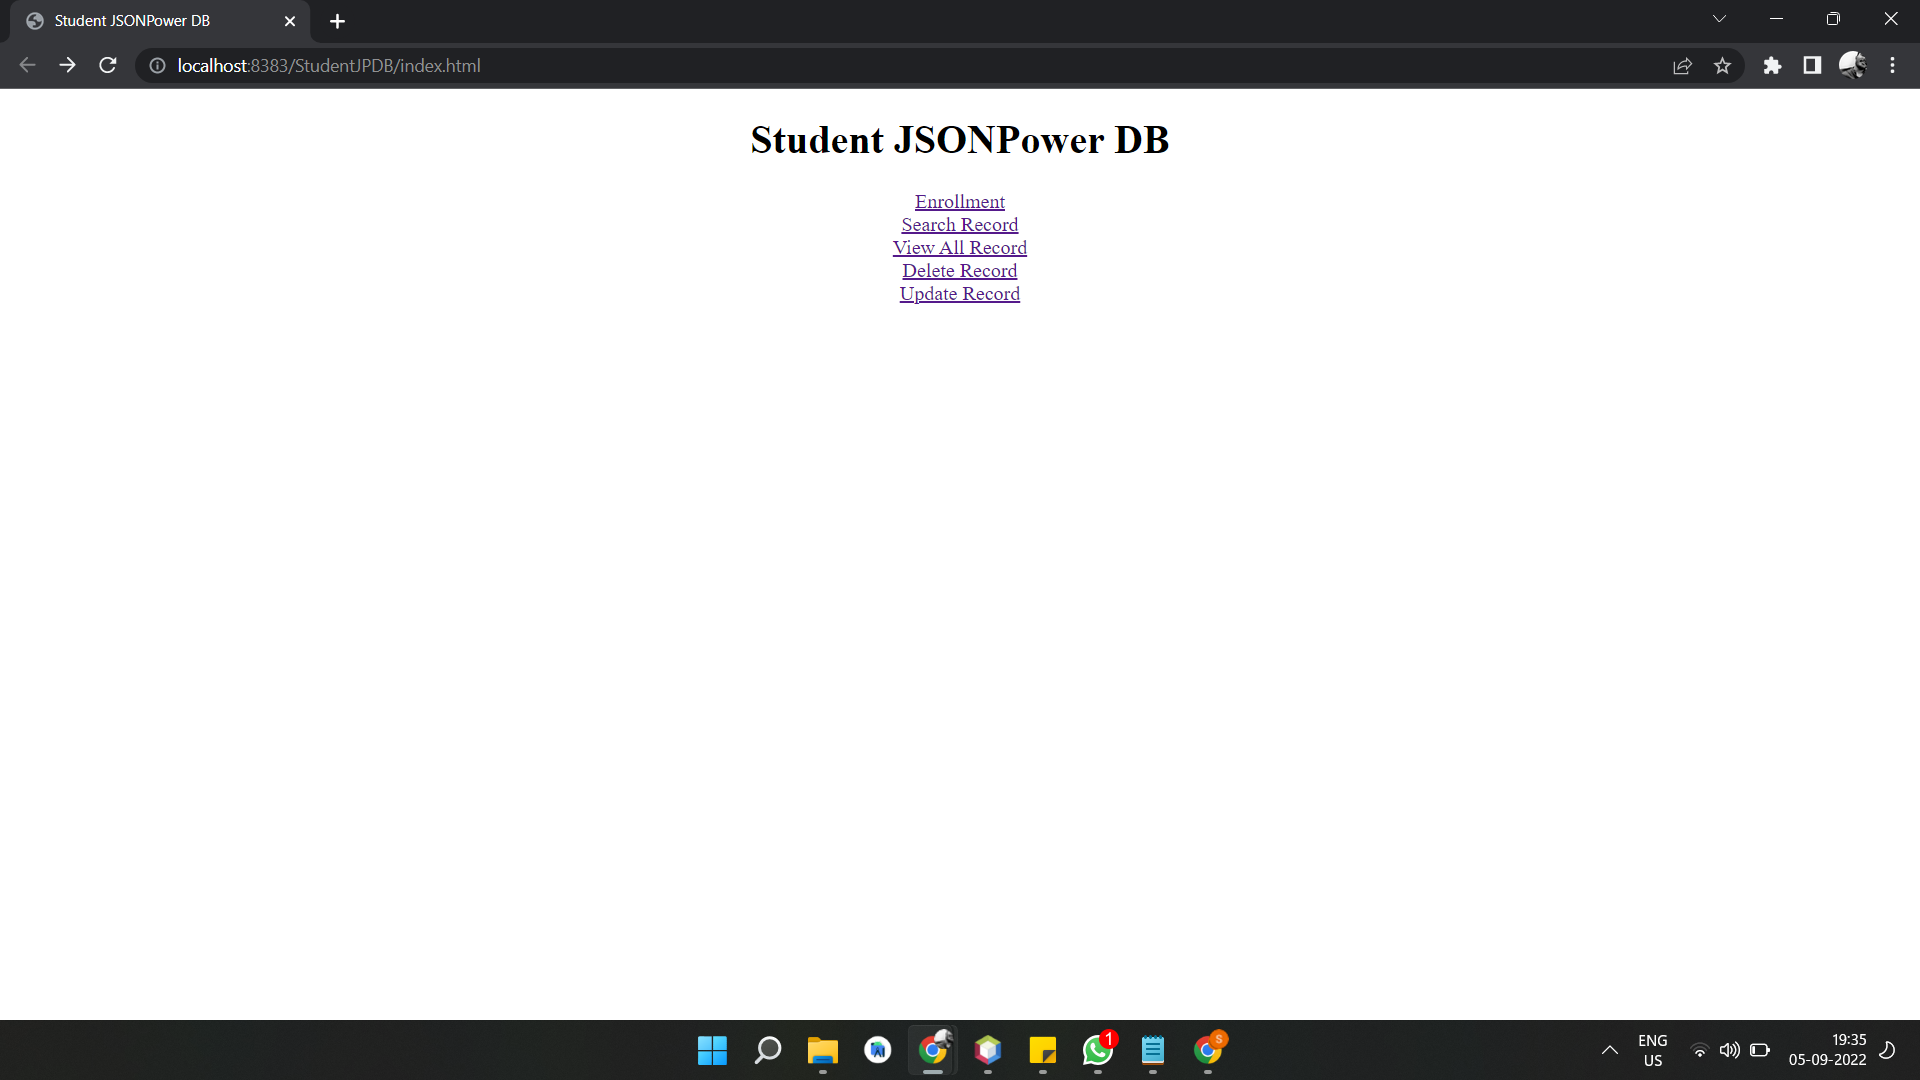 Student JSONPower DB
localhost:8383/StudentJPDB/index.html
Student JSONPower DB
Enrollment
Search Record
View All Record
Delete Record
Update Record
1
S
ENG
US
19:35
05-09-2022